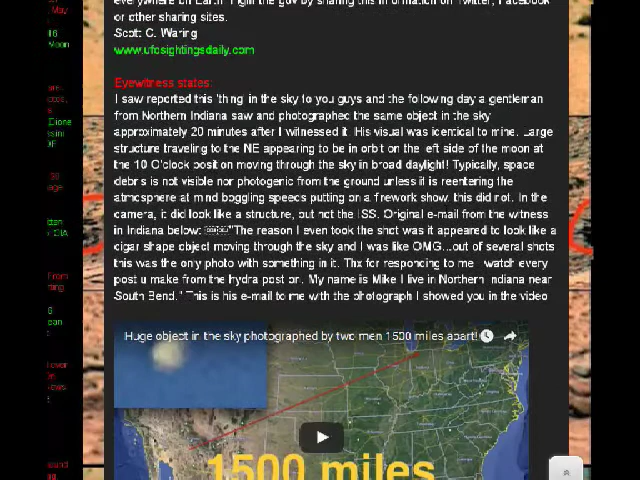 everywhere on Earth. Fight the gov by sharing this information on Twitter, Facebook
or other sharing sites.
Scott C. Waring
www.ufosightingsdaily.com
Eyewitness states:
I saw reported this 'thing' in the sky to you guys and the following day a gentleman
from Northern Indiana saw and photographed the same object in the sky
approximately 20 minutes after I witnessed it. His visual was identical to mine. Large
structure traveling to the NE appearing to be in orbit on the left side of the moon at
the 10 O'clock position moving through the sky in broad daylight! Typically, space
debris is not visible nor photogenic from the ground unless it is reentering the
atmosphere at mind boggling speeds putting on a firework show, this did not. In the
camera, it did look like a structure, but not the ISS. Original e-mail from the witness
in Indiana below: "The reason I even took the shot was it appeared to look like a
cigar shape object moving through the sky and I was like OMG...out of several shots
this was the only photo with something in it. Thx for responding to me watch every
post u make from the hydra post on. My name is Mike I live in Northern Indiana near
South Bend." This is his e-mail to me with the photograph I showed you in the video
Huge object in the sky photographed by two men 1500 miles apart!
1500 miles
May
16
Moon
Dione